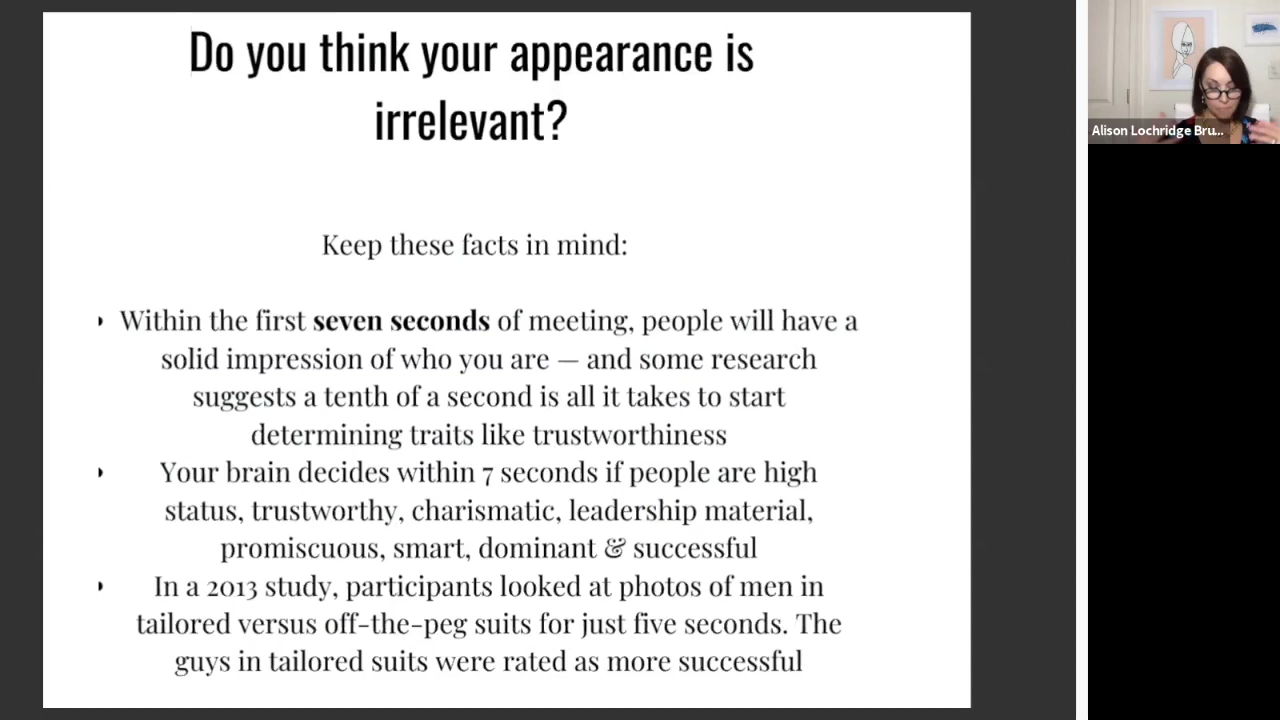 Do you think your appearance is
irrelevant?
Keep these facts in mind:
Within the first seven seconds of meeting, people will have a
solid impression of who you are — and some research
suggests a tenth of a second is all it takes to start
determining traits like trustworthiness
Your brain decides within 7 seconds if people are high
status, trustworthy, charismatic, leadership material,
promiscuous, smart, dominant & successful
In a 2013 study, participants looked at photos of men in
tailored versus off-the-peg suits for just five seconds. The
guys in tailored suits were rated as more successful
Alison Lochridge Bru...